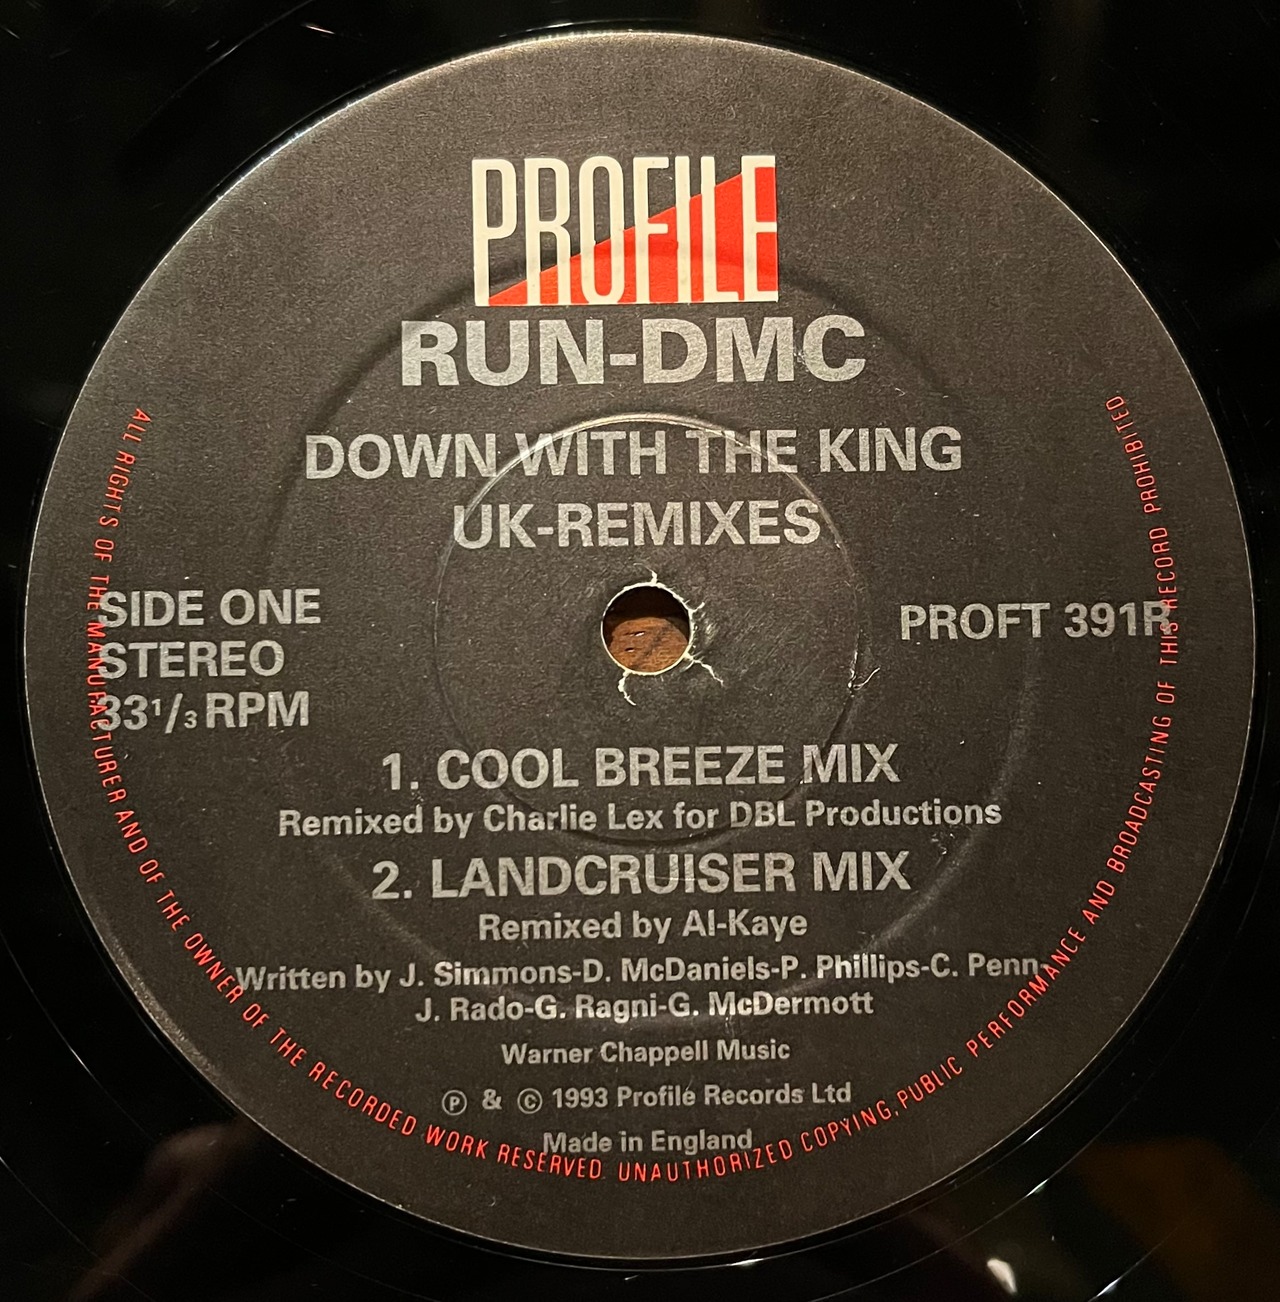 PROFILE
RUN-DMC
DOWN WITH THE KING
UK-REMIXES
SIDE ONE
STEREO
33 1/3 RPM
PROFT 391R
1. COOL BREEZE MIX
Remixed by Charlie Lex for DBL Productions
2. LANDCRUISER MIX
Remixed by Al-Kaye
Written by J. Simmons-D. McDaniels-P. Phillips-C. Penn-
J. Rado-G. Ragni-G. McDermott
Warner Chappell Music
Ⓟ & © 1993 Profile Records Ltd
Made in England
ALL RIGHTS OF THE MANUFACTURER AND OF THE OWNER OF THE RECORDED WORK RESERVED. UNAUTHORIZED COPYING, PUBLIC PERFORMANCE AND BROADCASTING OF THIS RECORD PROHIBITED.